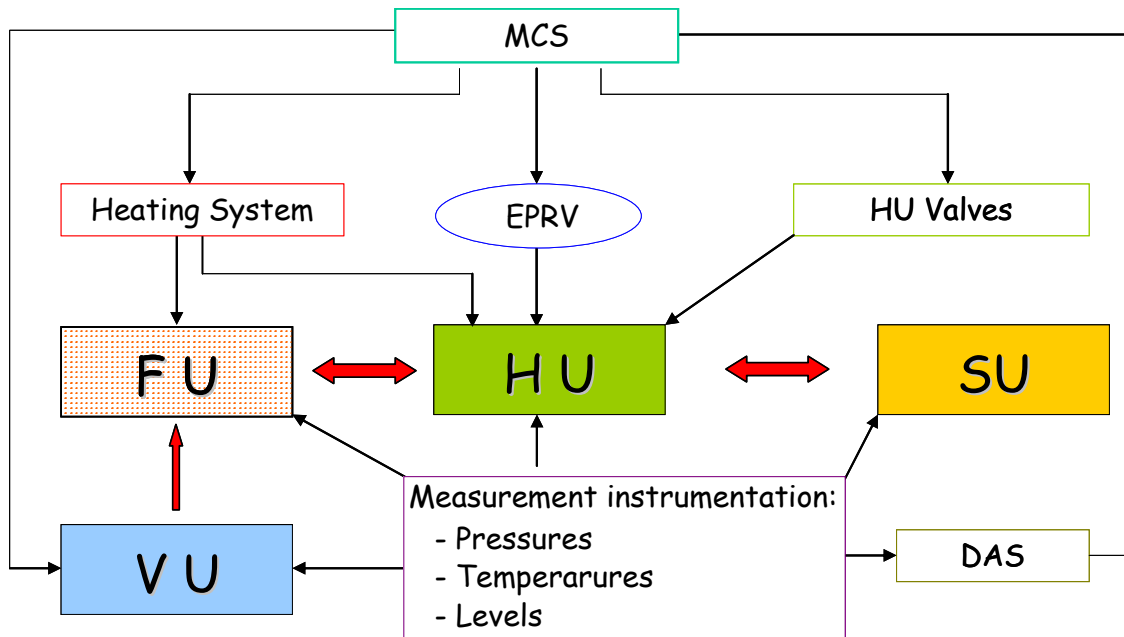 MCS
Heating System
EPRV
HU Valves
F U
H U
SU
Measurement instrumentation:
- Pressures
- Temperarures
- Levels
V U
DAS